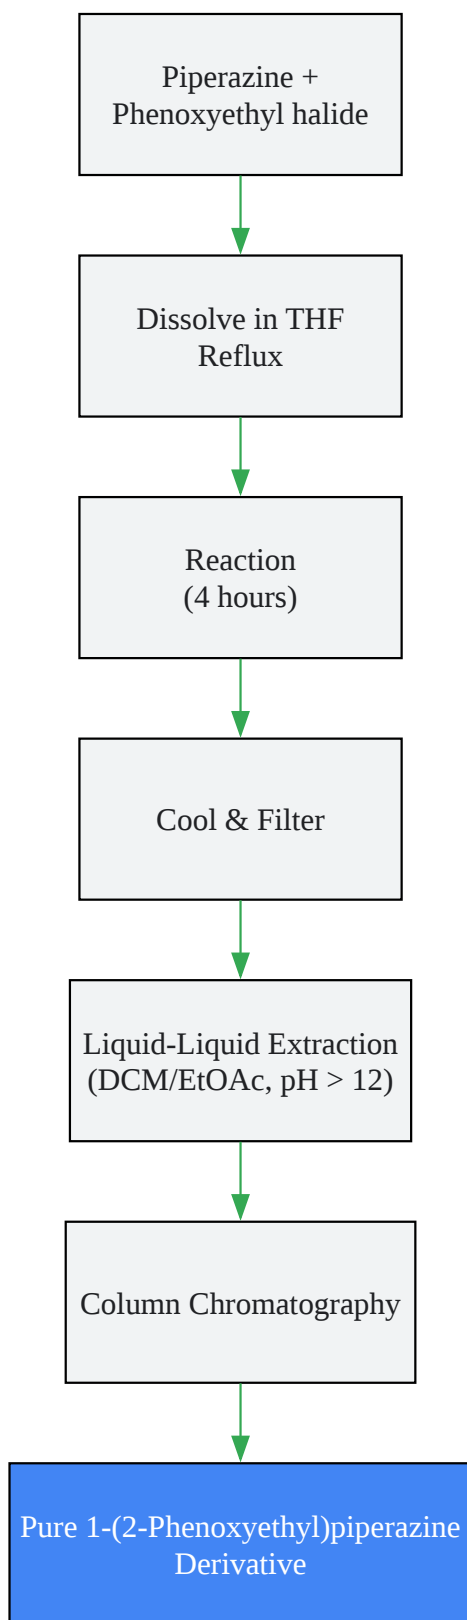 Piperazine +
Phenoxyethyl halide
Dissolve in THF
Reflux
Reaction
(4 hours)
Cool & Filter
Liquid-Liquid Extraction
(DCM/EtOAc, pH > 12)
Column Chromatography
Pure 1-(2-Phenoxyethyl)piperazine
Derivative